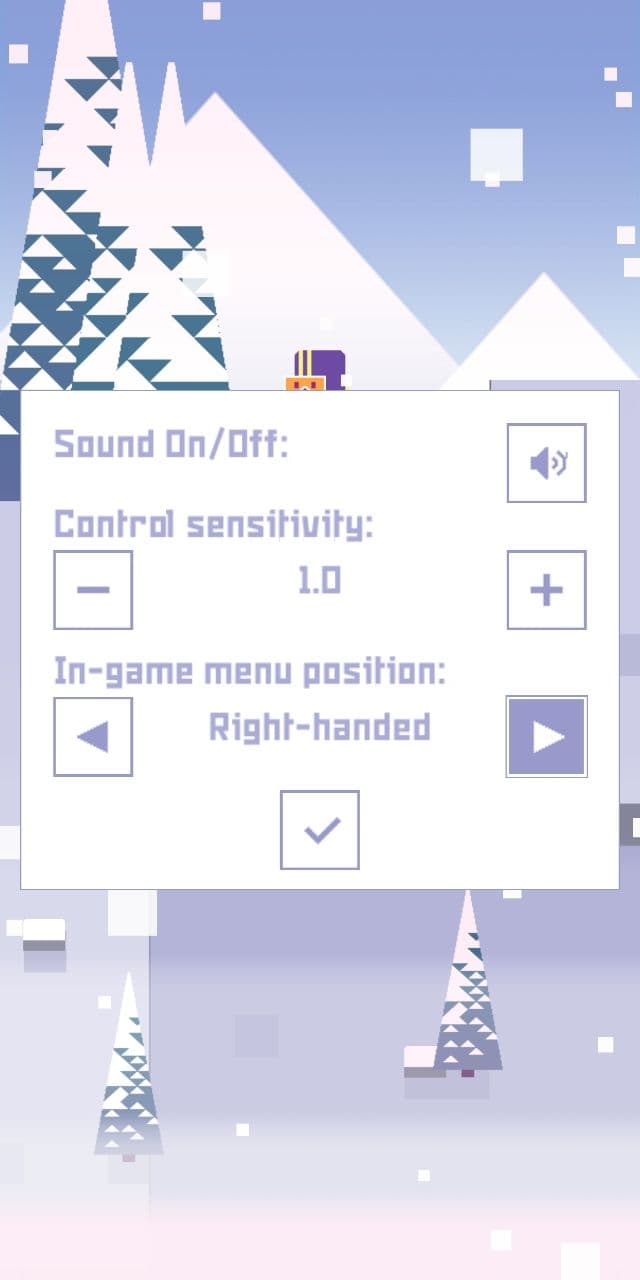 Sound On/Off:
Control sensitivity:
1.0
In-game menu position:
Right-handed